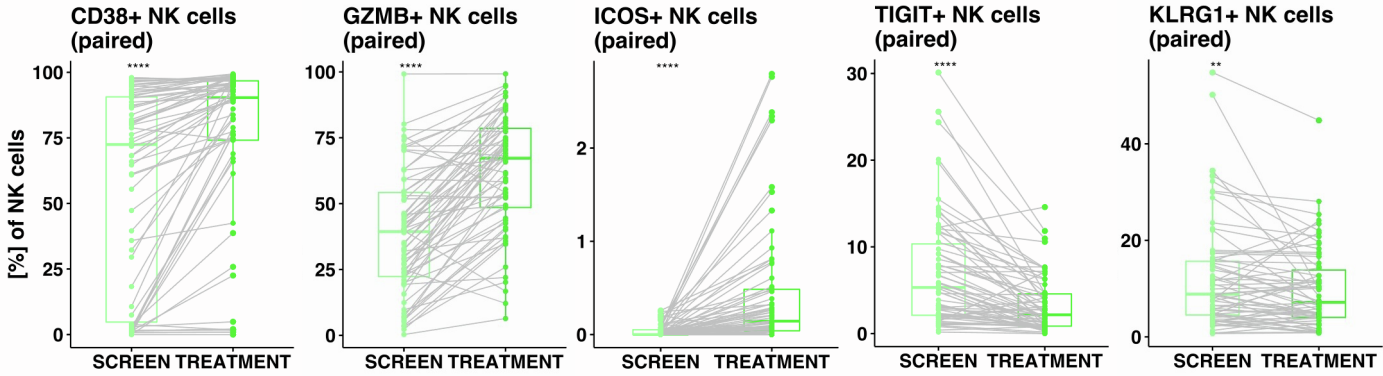 CD38+ NK cells
(paired)
GZMB+ NK cells
(paired)
ICOS+ NK cells
(paired)
TIGIT+ NK cells
(paired)
KLRG1+ NK cells
(paired)
[%] of NK cells
****
100
75
50
25
0
SCREEN TREATMENT
****
100
75
50
25
0
SCREEN TREATMENT
****
2
1
0
SCREEN TREATMENT
****
30
20
10
0
SCREEN TREATMENT
**
40
20
0
SCREEN TREATMENT